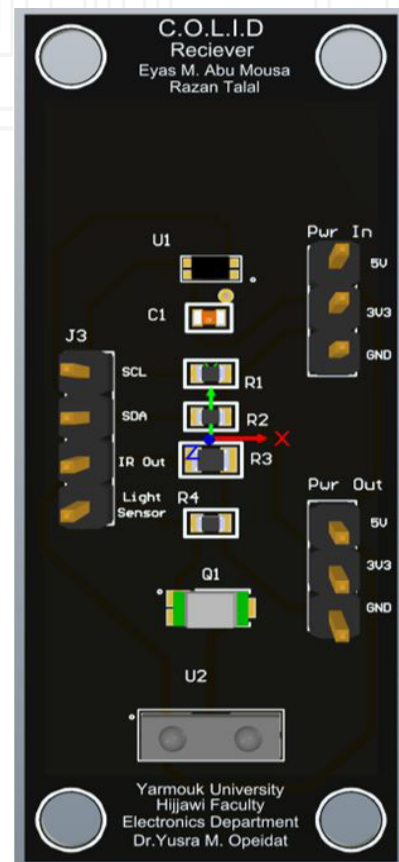 C.O.L.I.D
Reciever
Eyas M. Abu Mousa
Razan Talal
U1
C1
Pwr In
5V
3V3
GND
J3
SCL
SDA
IR Out
Light
Sensor
R1
R2
X
Z
R3
R4
Pwr Out
5V
3V3
GND
Q1
U2
Yarmouk University
Hijjawi Faculty
Electronics Department
Dr.Yusra M. Opeidat